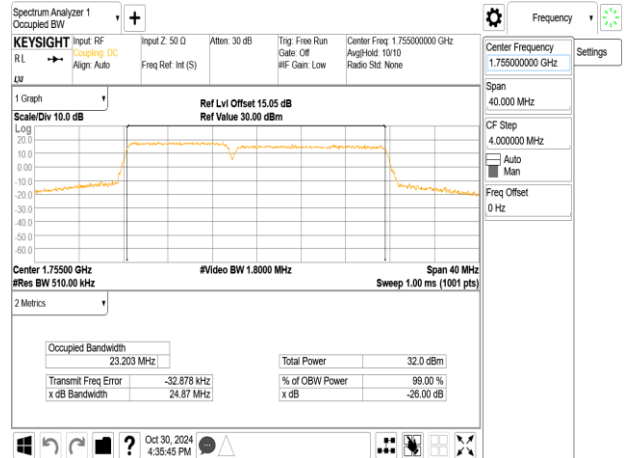 Spectrum Analyzer 1
Occupied BW
Frequency
KEYSIGHT
Input: RF
Input Z: 50 Ω
Atten: 30 dB
Trig: Free Run
Center Freq: 1.755000000 GHz
RL
Coupling: DC
Gate: Off
Avg|Hold: 10/10
Align: Auto
Freq Ref: Int (S)
#IF Gain: Low
Radio Std: None
LXI
Center Frequency
1.755000000 GHz
Settings
Span
40.000 MHz
CF Step
4.000000 MHz
Auto
Man
Freq Offset
0 Hz
1 Graph
Ref Lvl Offset 15.05 dB
Scale/Div 10.0 dB
Ref Value 30.00 dBm
Log
20.0
10.0
0.00
-10.0
-20.0
-30.0
-40.0
-50.0
-60.0
Center 1.75500 GHz
#Video BW 1.8000 MHz
Span 40 MHz
#Res BW 510.00 kHz
Sweep 1.00 ms (1001 pts)
2 Metrics
Occupied Bandwidth
23.203 MHz
Total Power
32.0 dBm
Transmit Freq Error
-32.878 kHz
% of OBW Power
99.00 %
x dB Bandwidth
24.87 MHz
x dB
-26.00 dB
?
Oct 30, 2024
4:35:45 PM